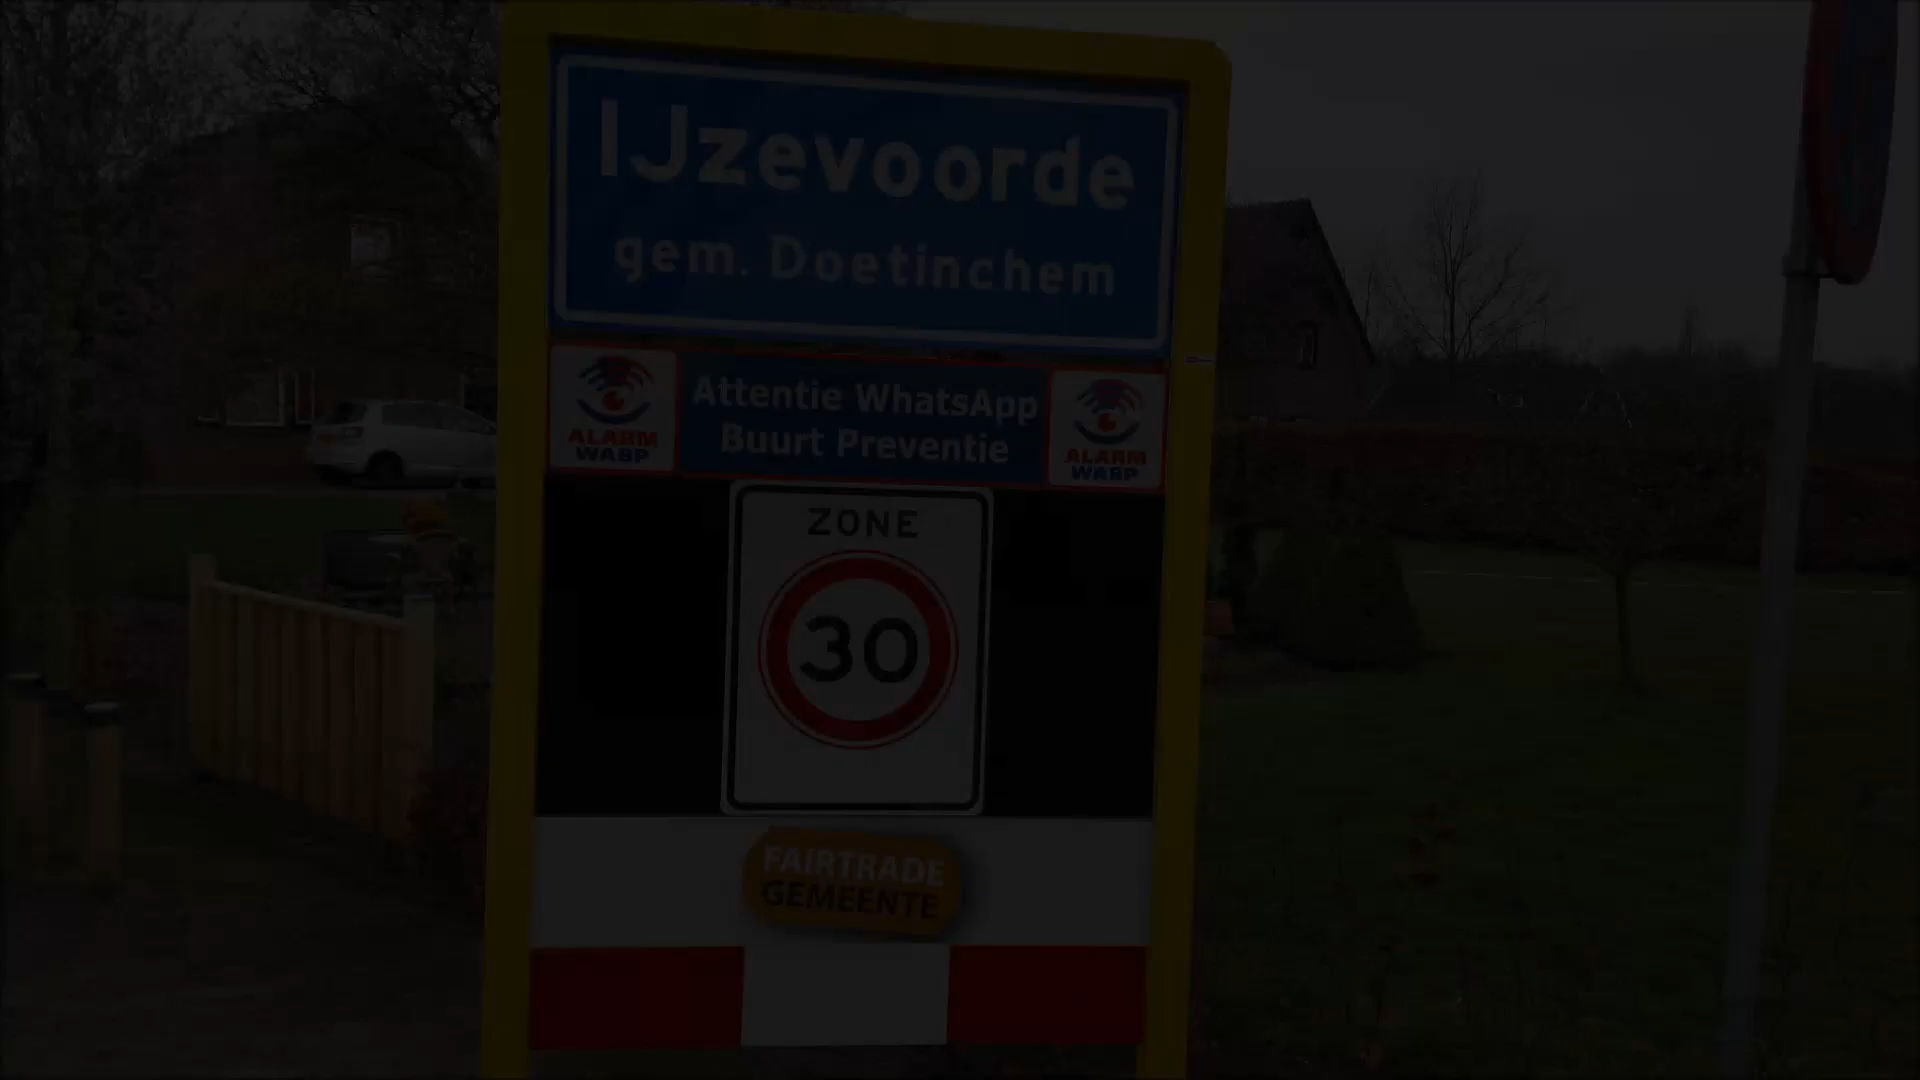 IJzevoorde
gem. Doetinchem
Attentie WhatsApp
Buurt Preventie
ALARM
WABP
ALARM
WABP
ZONE
30
FAIRTRADE
GEMEENTE